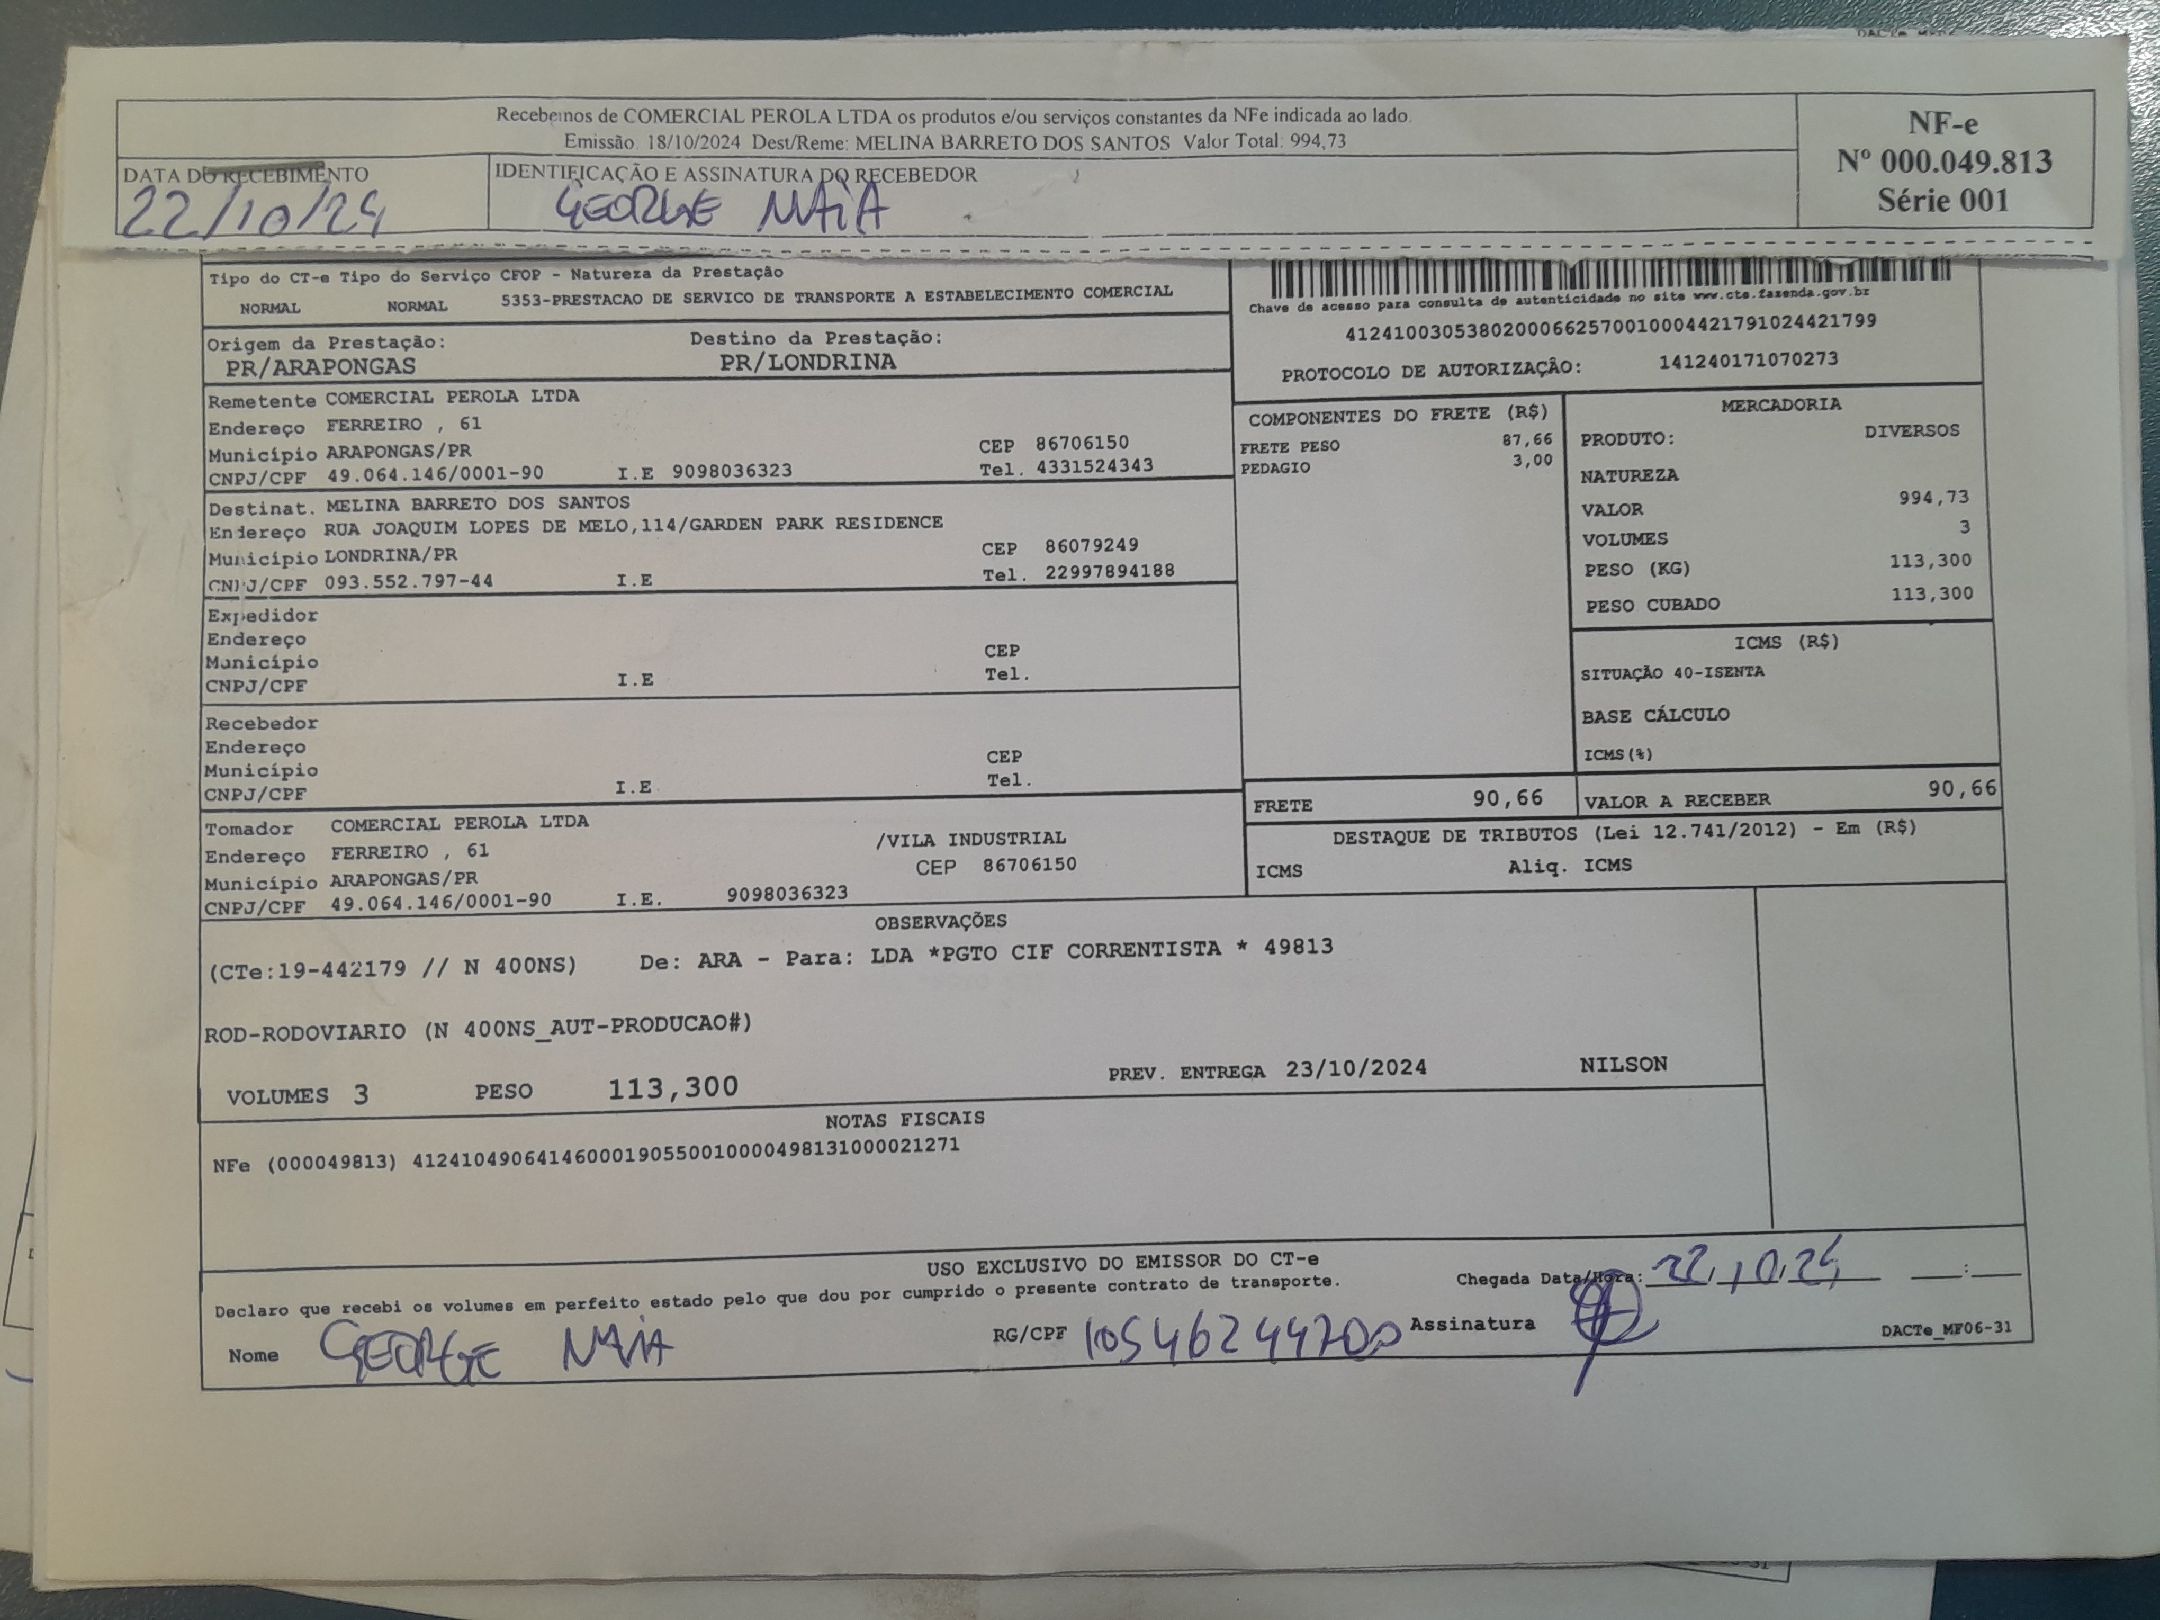 Recebemos de COMERCIAL PEROLA LTDA os produtos e/ou serviços constantes da NFe indicada ao lado.
Emissão. 18/10/2024 Dest/Reme: MELINA BARRETO DOS SANTOS Valor Total: 994,73
NF-e
Nº 000.049.813
Série 001
DATA DO RECEBIMENTO
22/10/24
IDENTIFICAÇÃO E ASSINATURA DO RECEBEDOR
GEORGE MAIA
Tipo do CT-e Tipo do Serviço CFOP - Natureza da Prestação
NORMAL NORMAL 5353-PRESTACAO DE SERVICO DE TRANSPORTE A ESTABELECIMENTO COMERCIAL
Chave de acesso para consulta de autenticidade no site www.cte.fazenda.gov.br
41241003053802000662570010004421791024421799
PROTOCOLO DE AUTORIZAÇÃO: 141240171070273
Origem da Prestação: Destino da Prestação:
PR/ARAPONGAS PR/LONDRINA
Remetente COMERCIAL PEROLA LTDA
Endereço FERREIRO , 61
Município ARAPONGAS/PR CEP 86706150
CNPJ/CPF 49.064.146/0001-90 I.E 9098036323 Tel. 4331524343
Destinat. MELINA BARRETO DOS SANTOS
Endereço RUA JOAQUIM LOPES DE MELO,114/GARDEN PARK RESIDENCE
Município LONDRINA/PR CEP 86079249
CNPJ/CPF 093.552.797-44 I.E Tel. 22997894188
Expedidor
Endereço
Município CEP
CNPJ/CPF I.E Tel.
Recebedor
Endereço
Município CEP
CNPJ/CPF I.E Tel.
Tomador COMERCIAL PEROLA LTDA
Endereço FERREIRO , 61 /VILA INDUSTRIAL
Município ARAPONGAS/PR CEP 86706150
CNPJ/CPF 49.064.146/0001-90 I.E. 9098036323
COMPONENTES DO FRETE (R$)
FRETE PESO 87,66
PEDAGIO 3,00
MERCADORIA
PRODUTO: DIVERSOS
NATUREZA
VALOR 994,73
VOLUMES 3
PESO (KG) 113,300
PESO CUBADO 113,300
ICMS (R$)
SITUAÇÃO 40-ISENTA
BASE CÁLCULO
ICMS(%)
FRETE 90,66 VALOR A RECEBER 90,66
DESTAQUE DE TRIBUTOS (Lei 12.741/2012) - Em (R$)
ICMS Aliq. ICMS
OBSERVAÇÕES
(CTe:19-442179 // N 400NS) De: ARA - Para: LDA *PGTO CIF CORRENTISTA * 49813
ROD-RODOVIARIO (N 400NS_AUT-PRODUCAO#)
VOLUMES 3 PESO 113,300 PREV. ENTREGA 23/10/2024 NILSON
NOTAS FISCAIS
NFe (000049813) 41241049064146000190550010000498131000021271
USO EXCLUSIVO DO EMISSOR DO CT-e
Declaro que recebi os volumes em perfeito estado pelo que dou por cumprido o presente contrato de transporte.
Chegada Data/Hora: 22.10.24 :
Nome GEORGE MAIA RG/CPF 10546244700 Assinatura
DACTe_MF06-31